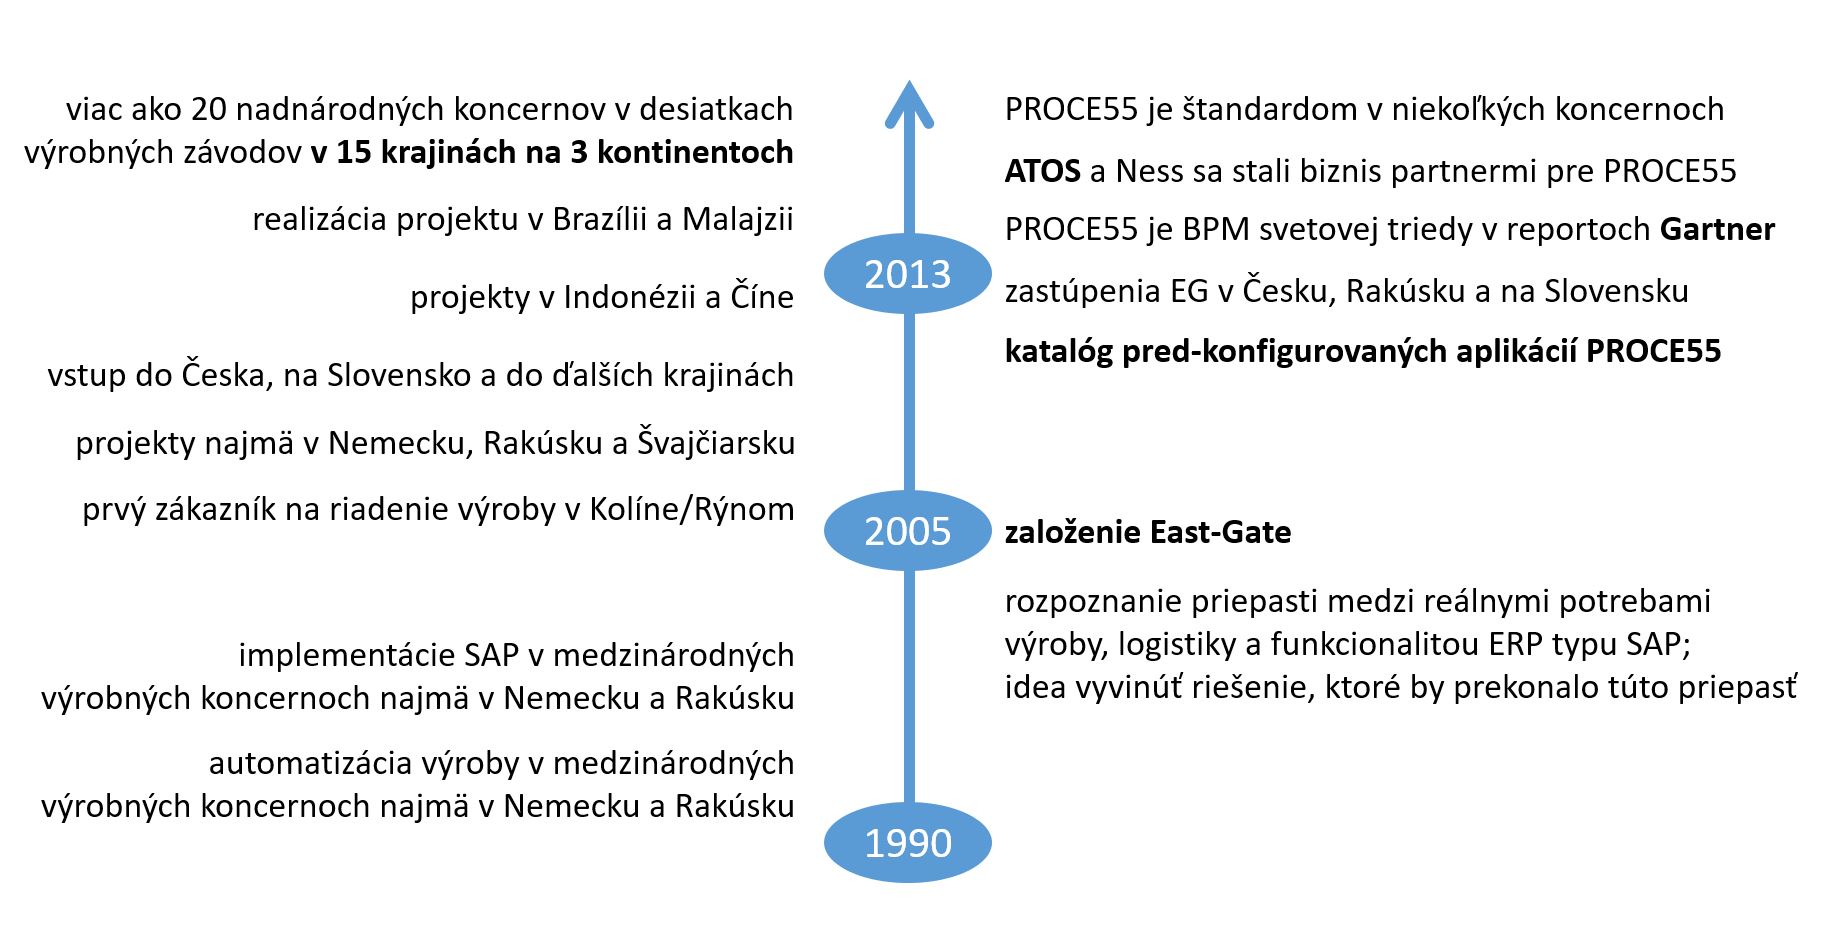 viac ako 20 nadnárodných koncernov v desiatkach
výrobných závodov v 15 krajinách na 3 kontinentoch
realizácia projektu v Brazílii a Malajzii
projekty v Indonézii a Číne
vstup do Česka, na Slovensko a do ďalších krajinách
projekty najmä v Nemecku, Rakúsku a Švajčiarsku
prvý zákazník na riadenie výroby v Kolíne/Rýnom
implementácie SAP v medzinárodných
výrobných koncernoch najmä v Nemecku a Rakúsku
automatizácia výroby v medzinárodných
výrobných koncernoch najmä v Nemecku a Rakúsku
2013
2005
1990
PROCE55 je štandardom v niekoľkých koncernoch
ATOS a Ness sa stali biznis partnermi pre PROCE55
PROCE55 je BPM svetovej triedy v reportoch Gartner
zastúpenia EG v Česku, Rakúsku a na Slovensku
katalóg pred-konfigurovaných aplikácií PROCE55
založenie East-Gate
rozpoznanie priepasti medzi reálnymi potrebami
výroby, logistiky a funkcionalitou ERP typu SAP;
idea vyvinúť riešenie, ktoré by prekonalo túto priepasť